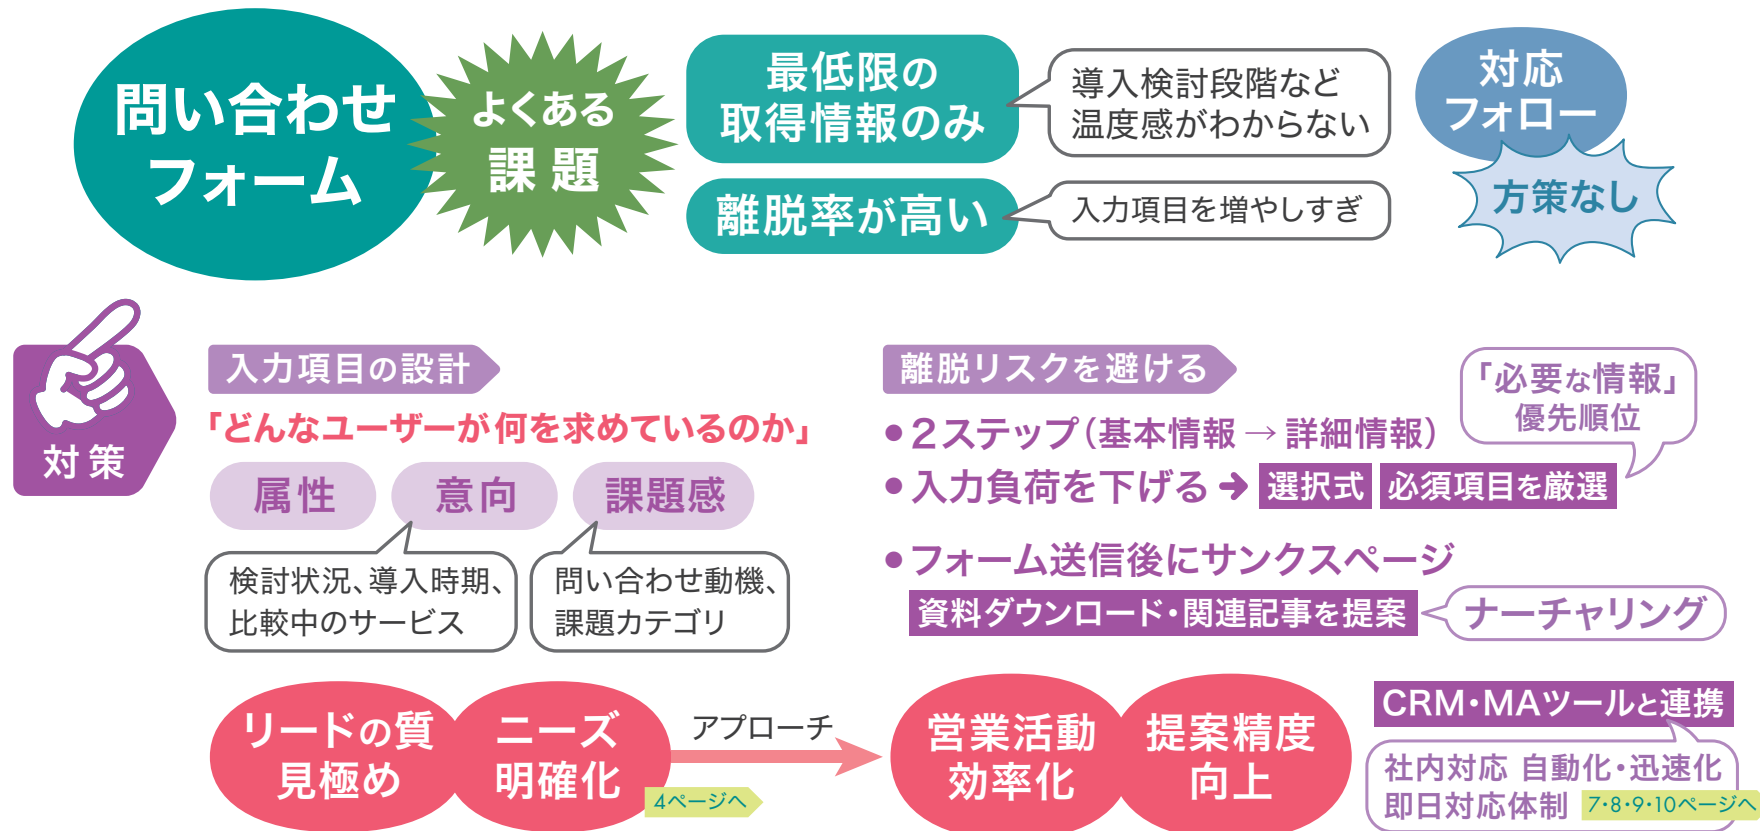 問い合わせ
フォーム
よくある
課題
最低限の
取得情報のみ
導入検討段階など
温度感がわからない
離脱率が高い
入力項目を増やしすぎ
対応
フォロー
方策なし
対策
入力項目の設計
「どんなユーザーが何を求めているのか」
属性
意向
課題感
検討状況、導入時期、
比較中のサービス
問い合わせ動機、
課題カテゴリ
離脱リスクを避ける
「必要な情報」
優先順位
●2ステップ(基本情報→詳細情報)
●入力負荷を下げる➔ 選択式 必須項目を厳選
●フォーム送信後にサンクスページ
資料ダウンロード・関連記事を提案
ナーチャリング
リードの質
見極め
ニーズ
明確化
4ページへ
アプローチ
営業活動
効率化
提案精度
向上
CRM・MAツールと連携
社内対応 自動化・迅速化
即日対応体制
7・8・9・10ページへ